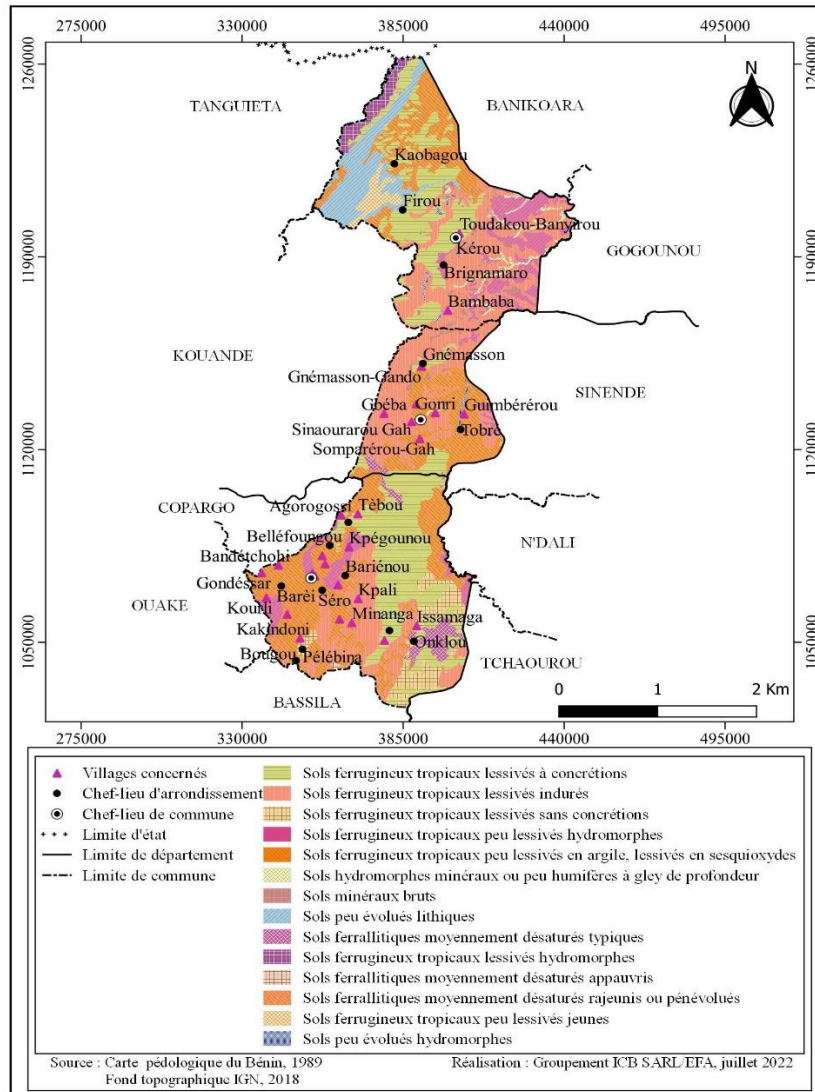 275000 330000 385000 440000 495000
1260000 1260000
N
TANGUIETA BANIKOARA
Kaobagou
Firou
Toudakou-Banyarou
Kérou
GOGOUNOU
1190000 1190000
Brignamaro
Bambaba
KOUANDE
Gnémasson
Gnémasson-Gando
SINENDE
Gbéba Gonri Guimbérérou
Sinaourarou Gah Tobré
Somparérou-Gah
1120000 1120000
COPARGO
Agorogossi Tèbou
Belléfoungou Kpégounou
N'DALI
Bandétchohi Bariénou
Gondéssar
Barèi Séro Kpali
OUAKE
Kourli Minanga Issamaga
Kakindoni
1050000 1050000
Bougou Pélébina Onklou
TCHAOUROU
BASSILA
0 1 2 Km
275000 330000 385000 440000 495000
Villages concernés
Chef-lieu d'arrondissement
Chef-lieu de commune
Limite d'état
Limite de département
Limite de commune
Sols ferrugineux tropicaux lessivés à concrétions
Sols ferrugineux tropicaux lessivés indurés
Sols ferrugineux tropicaux lessivés sans concrétions
Sols ferrugineux tropicaux peu lessivés hydromorphes
Sols ferrugineux tropicaux peu lessivés en argile, lessivés en sesquioxydes
Sols hydromorphes minéraux ou peu humifères à gley de profondeur
Sols minéraux bruts
Sols peu évolués lithiques
Sols ferrallitiques moyennement désaturés typiques
Sols ferrugineux tropicaux lessivés hydromorphes
Sols ferrallitiques moyennement désaturés appauvris
Sols ferrallitiques moyennement désaturés rajeunis ou pénévolués
Sols ferrugineux tropicaux peu lessivés jeunes
Sols peu évolués hydromorphes
Source : Carte pédologique du Bénin, 1989
Fond topographique IGN, 2018
Réalisation : Groupement ICB SARL/EFA, juillet 2022